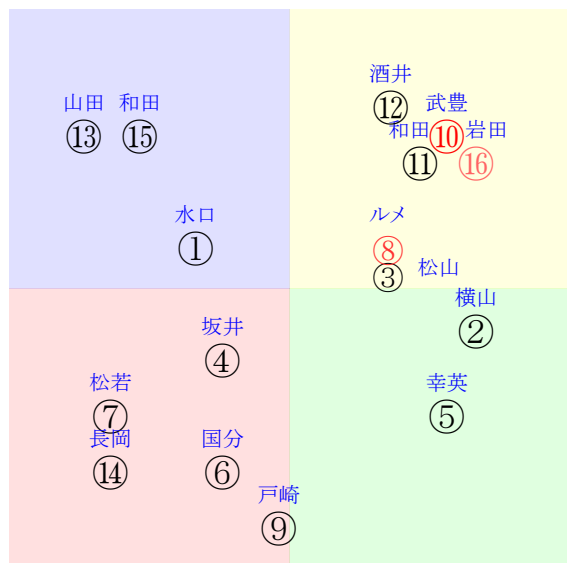 酒井
⑫
山田
和田
武豊
⑬
⑮
和田
⑩
岩田
⑪
⑯
水口
①
ルメ
⑧
③
松山
横山
②
坂井
④
松若
⑦
幸英
⑤
長岡
⑭
国分
⑥
戸崎
⑨